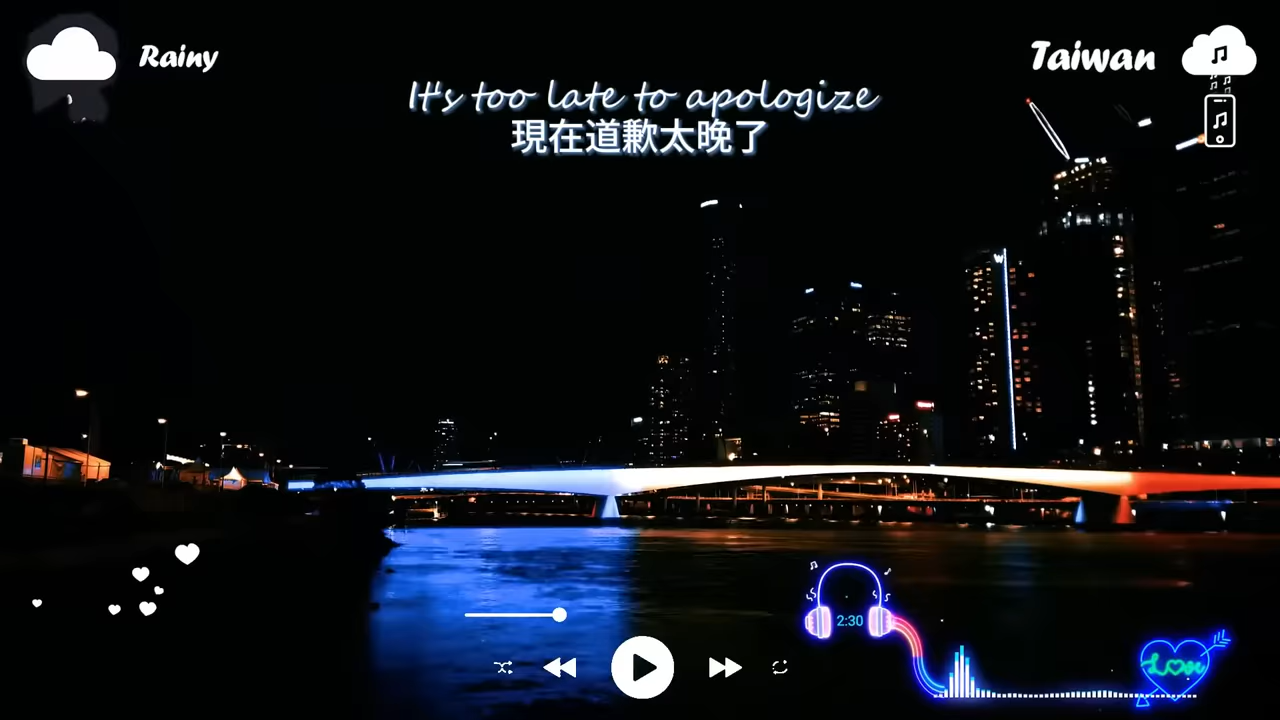 Rainy
Taiwan
It's too late to apologize
現在道歉太晚了
W
2:30
Love